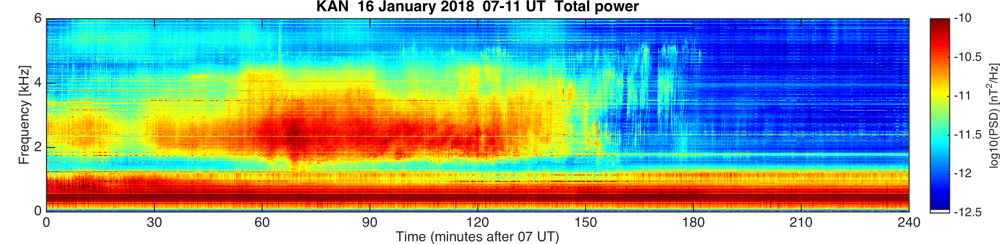 KAN 16 January 2018 07-11 UT Total power
6
4
2
0
Frequency [kHz]
0 30 60 90 120 150 180 210 240
Time (minutes after 07 UT)
-10
-10.5
-11
-11.5
-12
-12.5
log10(PSD) [nT²/Hz]